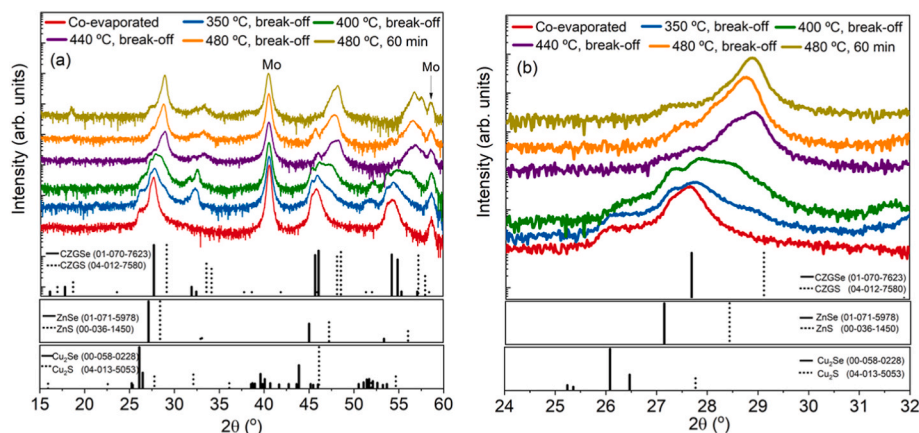 Co-evaporated 350 ºC, break-off 400 ºC, break-off
440 ºC, break-off 480 ºC, break-off 480 ºC, 60 min
(a)
Mo
Mo
Intensity (arb. units)
CZGSe (01-070-7623)
CZGS (04-012-7580)
ZnSe (01-071-5978)
ZnS (00-036-1450)
Cu₂Se (00-058-0228)
Cu₂S (04-013-5053)
15 20 25 30 35 40 45 50 55 60
2θ (º)
Co-evaporated 350 ºC, break-off 400 ºC, break-off
440 ºC, break-off 480 ºC, break-off 480 ºC, 60 min
(b)
Intensity (arb. units)
CZGSe (01-070-7623)
CZGS (04-012-7580)
ZnSe (01-071-5978)
ZnS (00-036-1450)
Cu₂Se (00-058-0228)
Cu₂S (04-013-5053)
24 25 26 27 28 29 30 31 32
2θ (º)